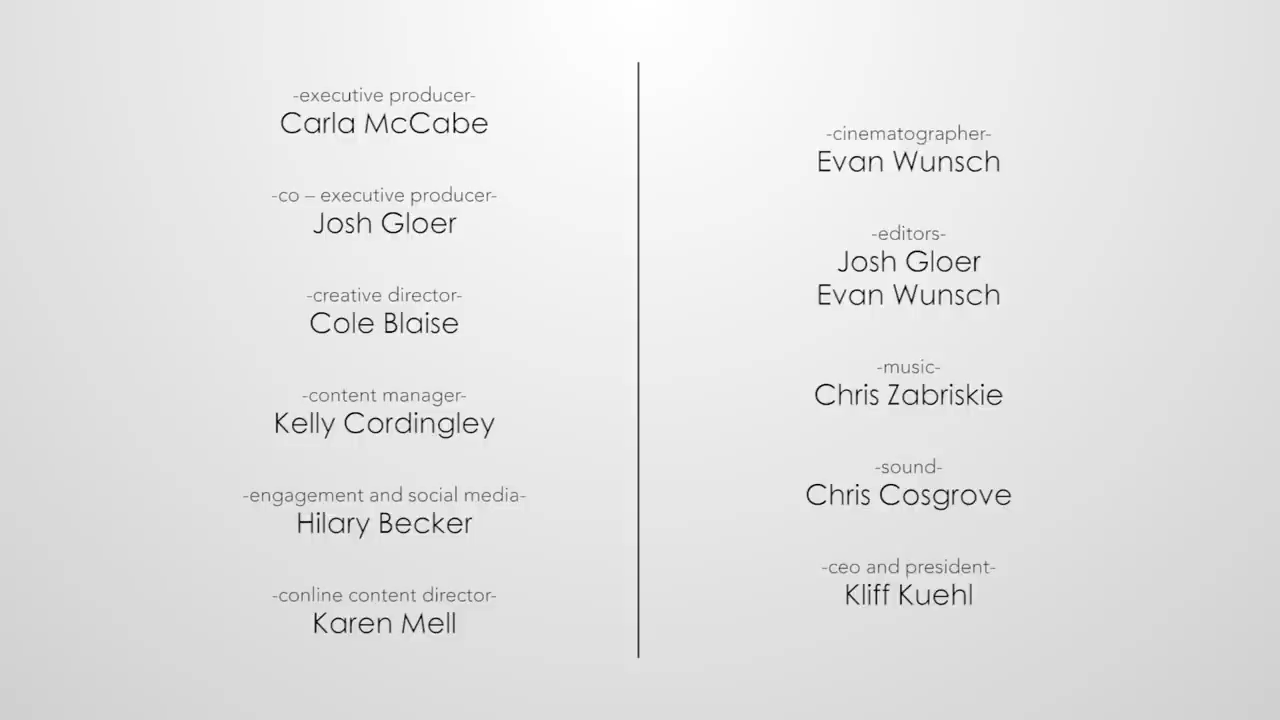 -executive producer-
Carla McCabe
-co – executive producer-
Josh Gloer
-creative director-
Cole Blaise
-content manager-
Kelly Cordingley
-engagement and social media-
Hilary Becker
-conline content director-
Karen Mell
-cinematographer-
Evan Wunsch
-editors-
Josh Gloer
Evan Wunsch
-music-
Chris Zabriskie
-sound-
Chris Cosgrove
-ceo and president-
Kliff Kuehl